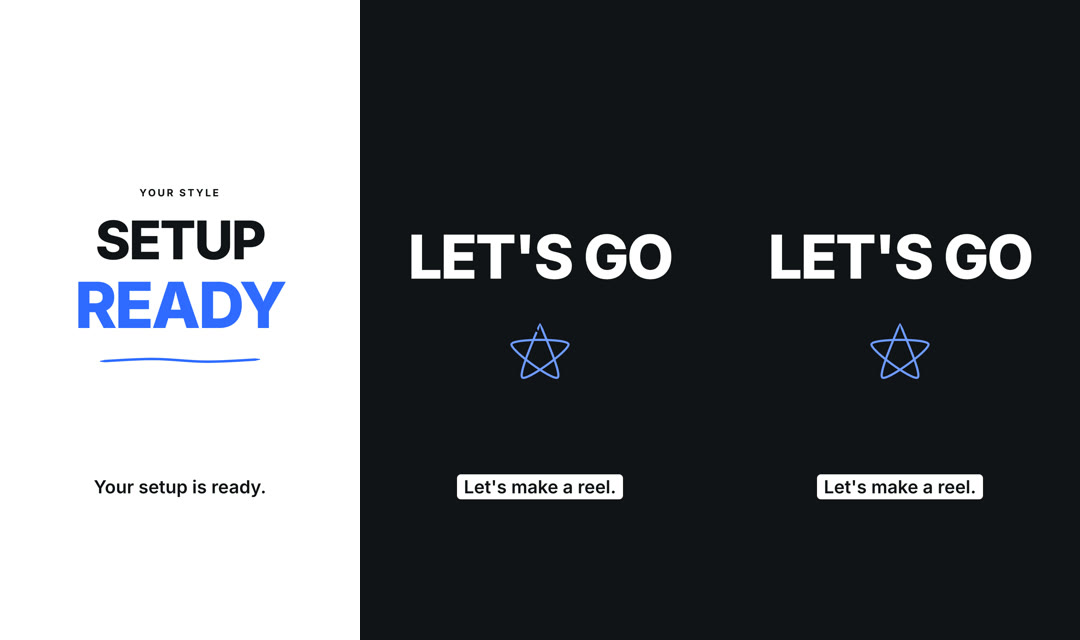 YOUR STYLE
SETUP
READY
Your setup is ready.
LET'S GO
Let's make a reel.
LET'S GO
Let's make a reel.